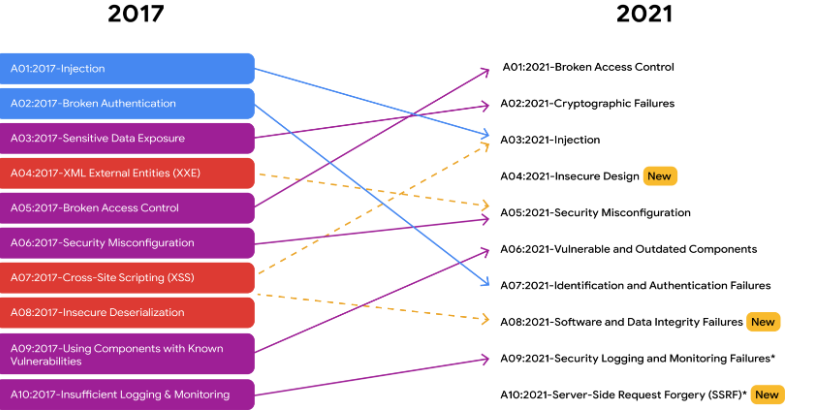 2017
2021
A01:2017-Injection
A02:2017-Broken Authentication
A03:2017-Sensitive Data Exposure
A04:2017-XML External Entities (XXE)
A05:2017-Broken Access Control
A06:2017-Security Misconfiguration
A07:2017-Cross-Site Scripting (XSS)
A08:2017-Insecure Deserialization
A09:2017-Using Components with Known
Vulnerabilities
A10:2017-Insufficient Logging & Monitoring
A01:2021-Broken Access Control
A02:2021-Cryptographic Failures
A03:2021-Injection
A04:2021-Insecure Design New
A05:2021-Security Misconfiguration
A06:2021-Vulnerable and Outdated Components
A07:2021-Identification and Authentication Failures
A08:2021-Software and Data Integrity Failures New
A09:2021-Security Logging and Monitoring Failures*
A10:2021-Server-Side Request Forgery (SSRF)* New